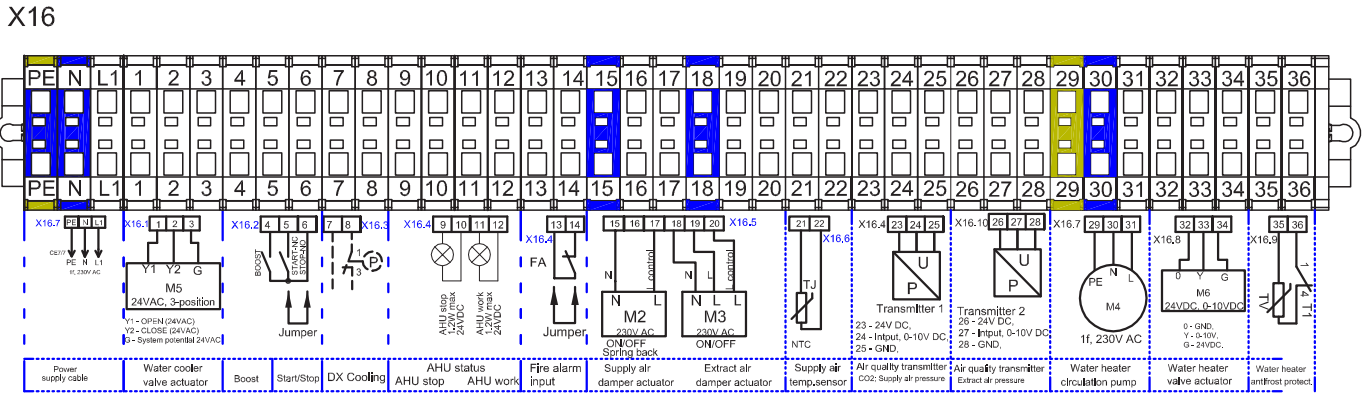 X16
PE N L1 1 2 3 4 5 6 7 8 9 10 11 12 13 14 15 16 17 18 19 20 21 22 23 24 25 26 27 28 29 30 31 32 33 34 35 36
PE N L1 1 2 3 4 5 6 7 8 9 10 11 12 13 14 15 16 17 18 19 20 21 22 23 24 25 26 27 28 29 30 31 32 33 34 35 36
X16.7 PE N L1
PE N L1
1f, 230V AC
X16.1 1 2 3
Y1 Y2 G
M5
24VAC, 3-position
Y1 - OPEN (24VAC)
Y2 - CLOSE (24VAC)
G - System potential 24VAC
X16.2 4 5 6
BOOST
START-NC
STOP-NO
Jumper
7 8 X16.3
1 P
3
X16.4 9 10 11 12
AHU stop
1,2W max
24VDC
AHU work
1,2W max
24VDC
13 14
X16.4
FA
Jumper
15 16 17 18 19 20 X16.5
N L control
N L L control
N L
M2
230V AC
ON/OFF
Spring back
N L
M3
230V AC
ON/OFF
21 22
X16,6
TJ
NTC
X16.4 23 24 25
U
P
Transmitter 1
23 - 24V DC,
24 - Intput, 0-10V DC
25 - GND,
X16.10 26 27 28
U
P
Transmitter 2
26 - 24V DC,
27 - Intput, 0-10V DC
28 - GND,
X16.7 29 30 31
PE N L
M4
1f, 230V AC
32 33 34
X16.8
0 Y G
M6
24VDC, 0-10VDC
0 - GND,
Y - 0-10V,
G - 24VDC.
35 36
X16.9
TV
1
4
T1
Power
supply cable
Water cooler
valve actuator
Boost
Start/Stop
DX Cooling
AHU status
AHU stop AHU work
Fire alarm
input
Supply air
damper actuator
Extract air
damper actuator
Supply air
temp.sensor
Air quality transmitter
CO2; Supply air pressure
Air quality transmitter
Extract air pressure
Water heater
circulation pump
Water heater
valve actuator
Water heater
antifrost protect.